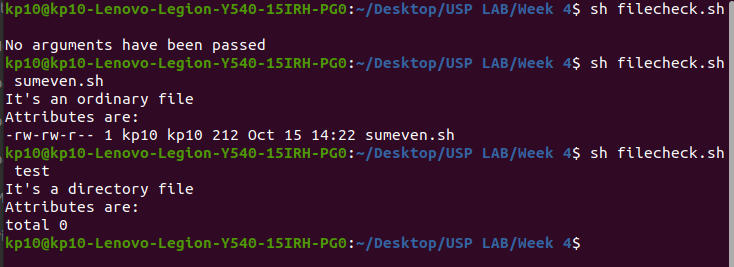 kp10@kp10-Lenovo-Legion-Y540-15IRH-PG0:~/Desktop/USP LAB/Week 4$ sh filecheck.sh
No arguments have been passed
kp10@kp10-Lenovo-Legion-Y540-15IRH-PG0:~/Desktop/USP LAB/Week 4$ sh filecheck.sh
 sumeven.sh
It's an ordinary file
Attributes are:
-rw-rw-r-- 1 kp10 kp10 212 Oct 15 14:22 sumeven.sh
kp10@kp10-Lenovo-Legion-Y540-15IRH-PG0:~/Desktop/USP LAB/Week 4$ sh filecheck.sh
 test
It's a directory file
Attributes are:
total 0
kp10@kp10-Lenovo-Legion-Y540-15IRH-PG0:~/Desktop/USP LAB/Week 4$